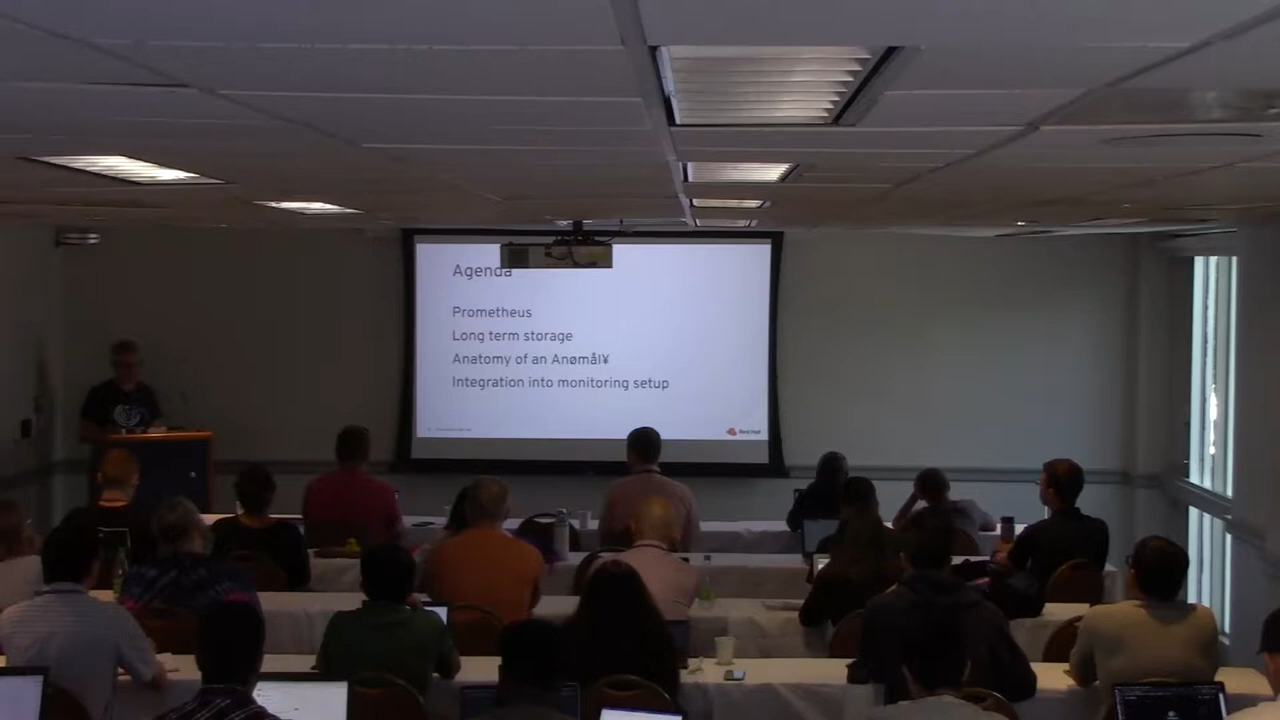 Agenda
Prometheus
Long term storage
Anatomy of an Anømål¥
Integration into monitoring setup
Red Hat